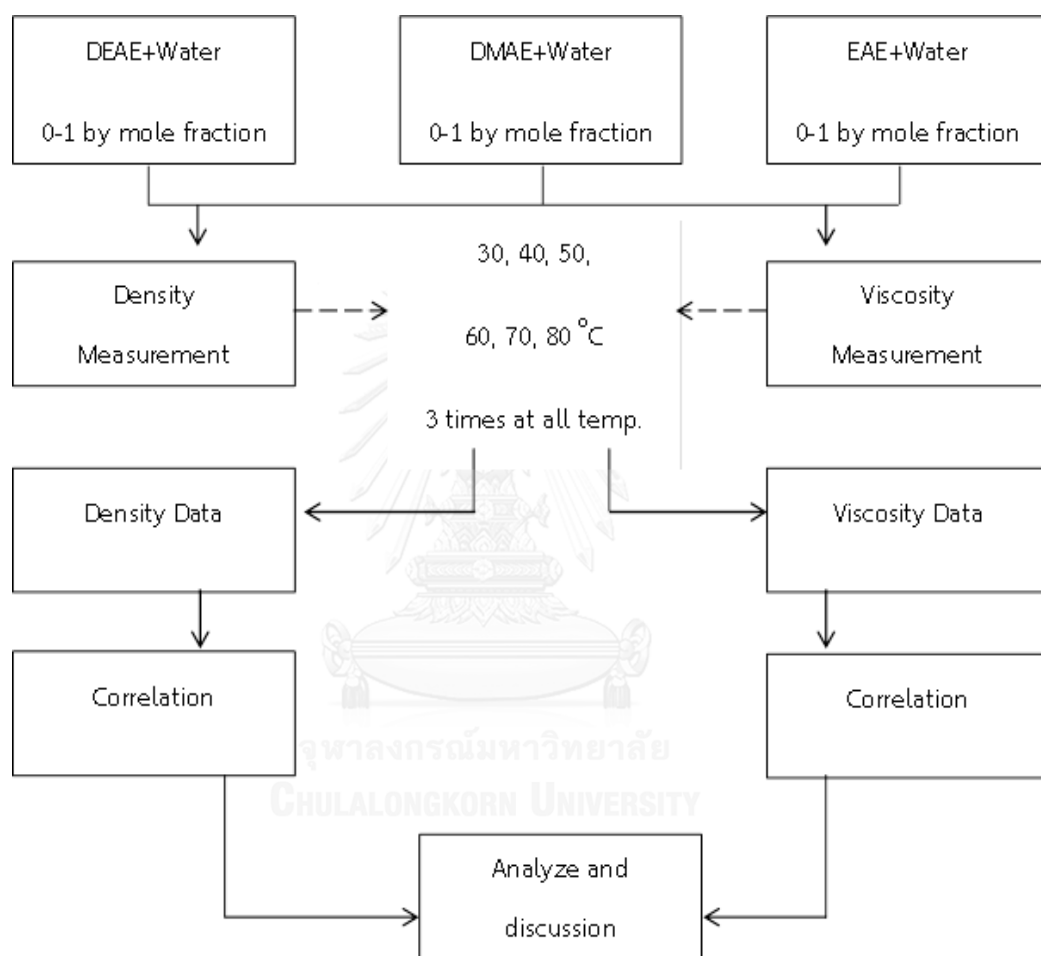 DEAE+Water
0-1 by mole fraction
DMAE+Water
0-1 by mole fraction
EAE+Water
0-1 by mole fraction
Density
Measurement
30, 40, 50,
60, 70, 80 °C
3 times at all temp.
Viscosity
Measurement
Density Data
Viscosity Data
Correlation
Correlation
จุฬาลงกรณ์มหาวิทยาลัย
CHULALONGKORN UNIVERSITY
Analyze and
discussion